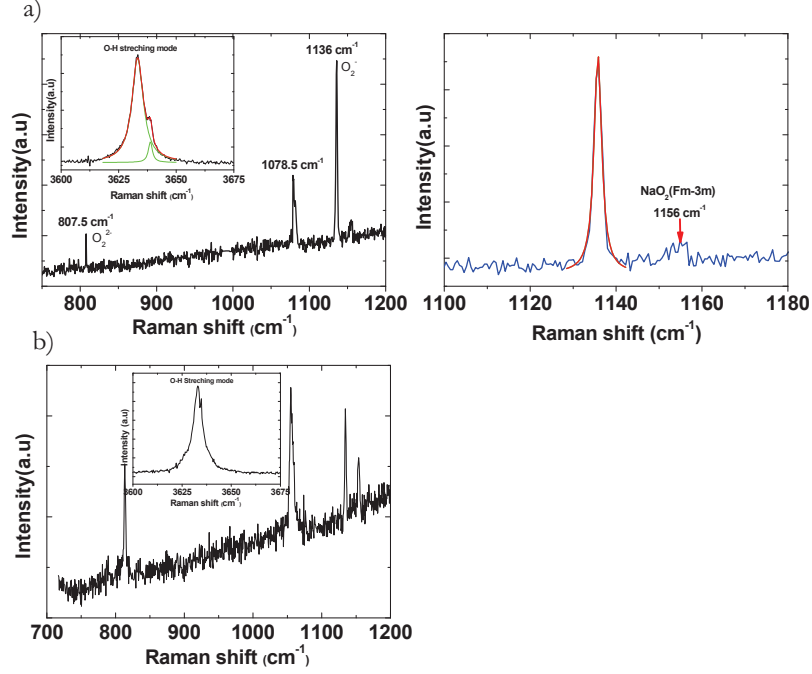 a)
O-H streching mode
Intensity(a.u)
3600 3625 3650 3675
Raman shift (cm-1)
1136 cm-1
O2-
1078.5 cm-1
807.5 cm-1
O22-
Intensity(a.u)
800 900 1000 1100 1200
Raman shift (cm-1)
Intensity(a.u)
NaO2(Fm-3m)
1156 cm-1
1100 1120 1140 1160 1180
Raman shift (cm-1)
b)
O-H Streching mode
Intensity (a.u)
3600 3625 3650 3675
Raman shift (cm-1)
Intensity(a.u)
700 800 900 1000 1100 1200
Raman shift (cm-1)